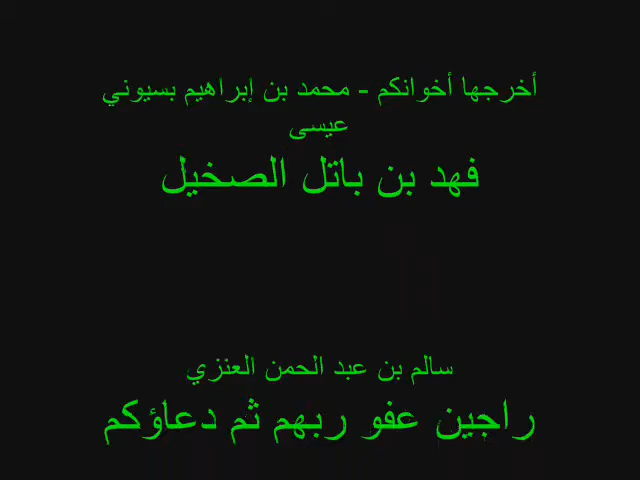 أخرجها أخوانكم - محمد بن إبراهيم بسيوني
عيسى
فهد بن باتل الصخيل
سالم بن عبد الحمن العنزي
راجين عفو ربهم ثم دعاؤكم